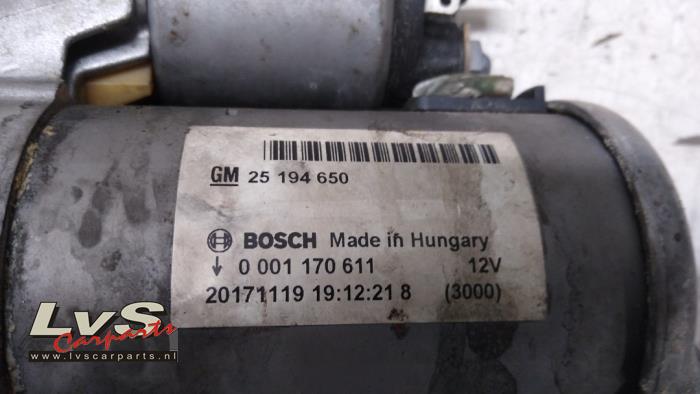 GM 25 194 650
BOSCH Made in Hungary
0 001 170 611 12V
20171119 19:12:21 8 (3000)
LvS
Carparts
www.lvscarparts.nl